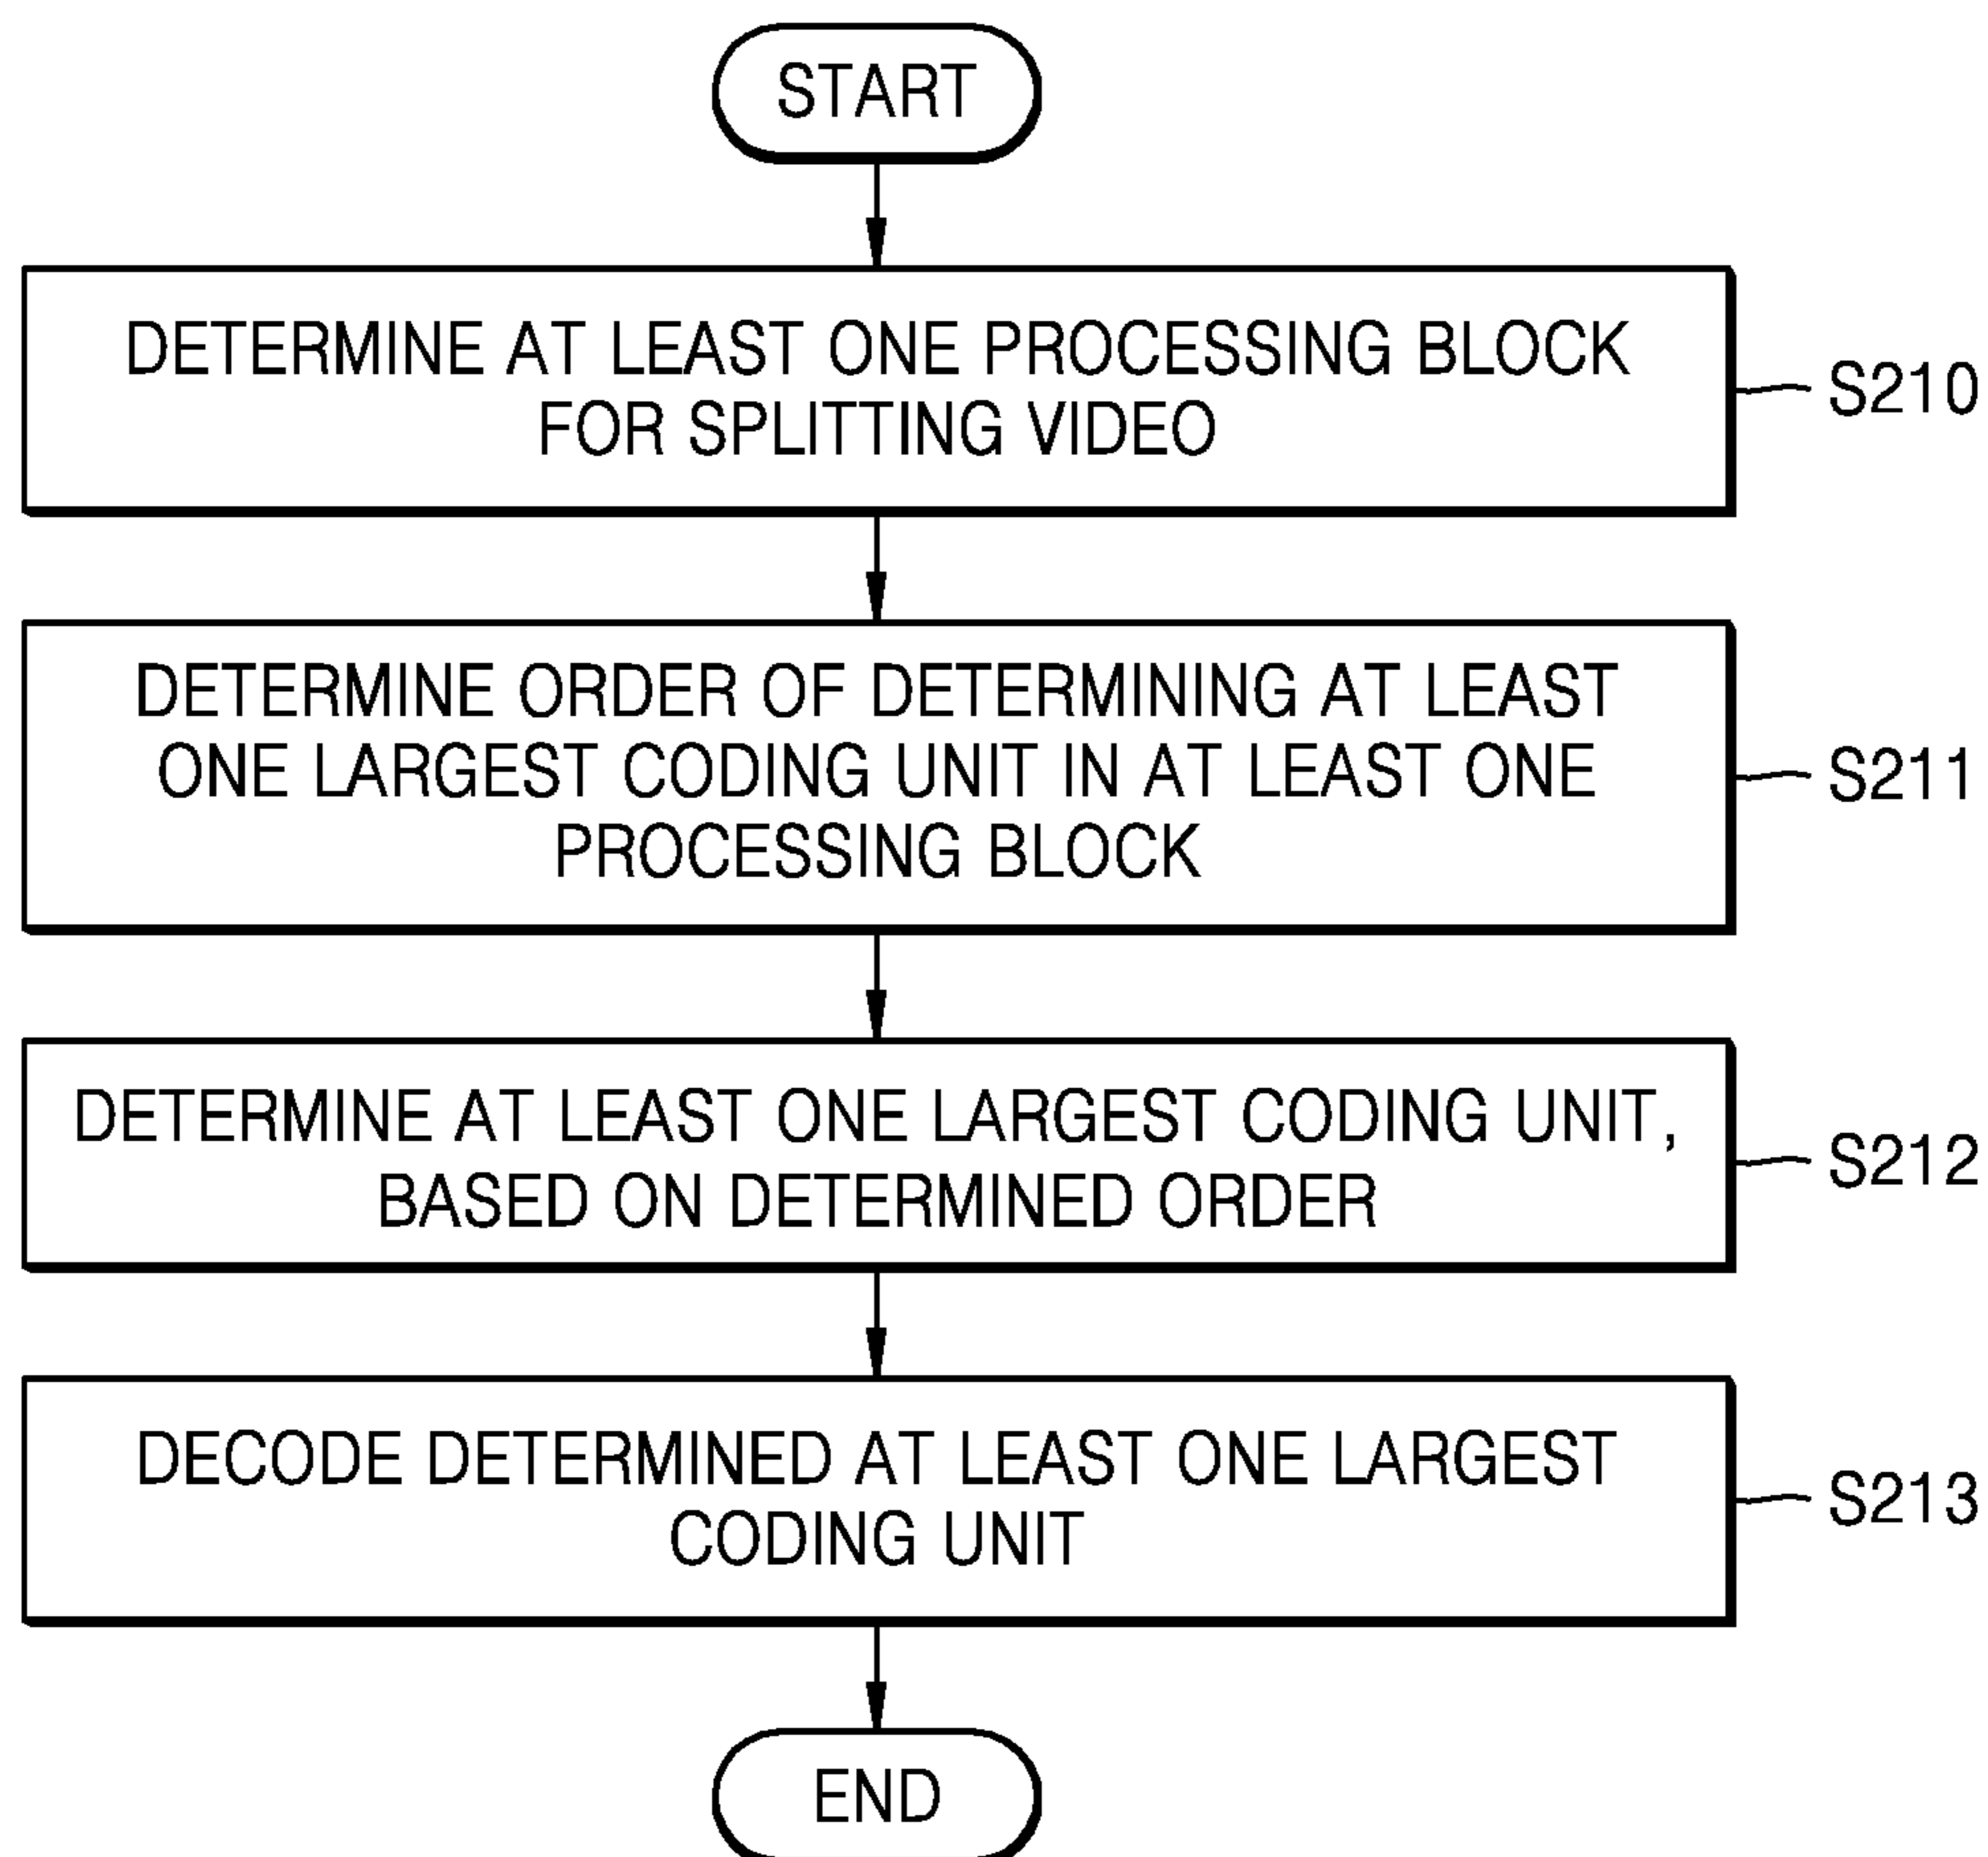 START
DETERMINE AT LEAST ONE PROCESSING BLOCK
FOR SPLITTING VIDEO
S210
DETERMINE ORDER OF DETERMINING AT LEAST
ONE LARGEST CODING UNIT IN AT LEAST ONE
PROCESSING BLOCK
S211
DETERMINE AT LEAST ONE LARGEST CODING UNIT,
BASED ON DETERMINED ORDER
S212
DECODE DETERMINED AT LEAST ONE LARGEST
CODING UNIT
S213
END